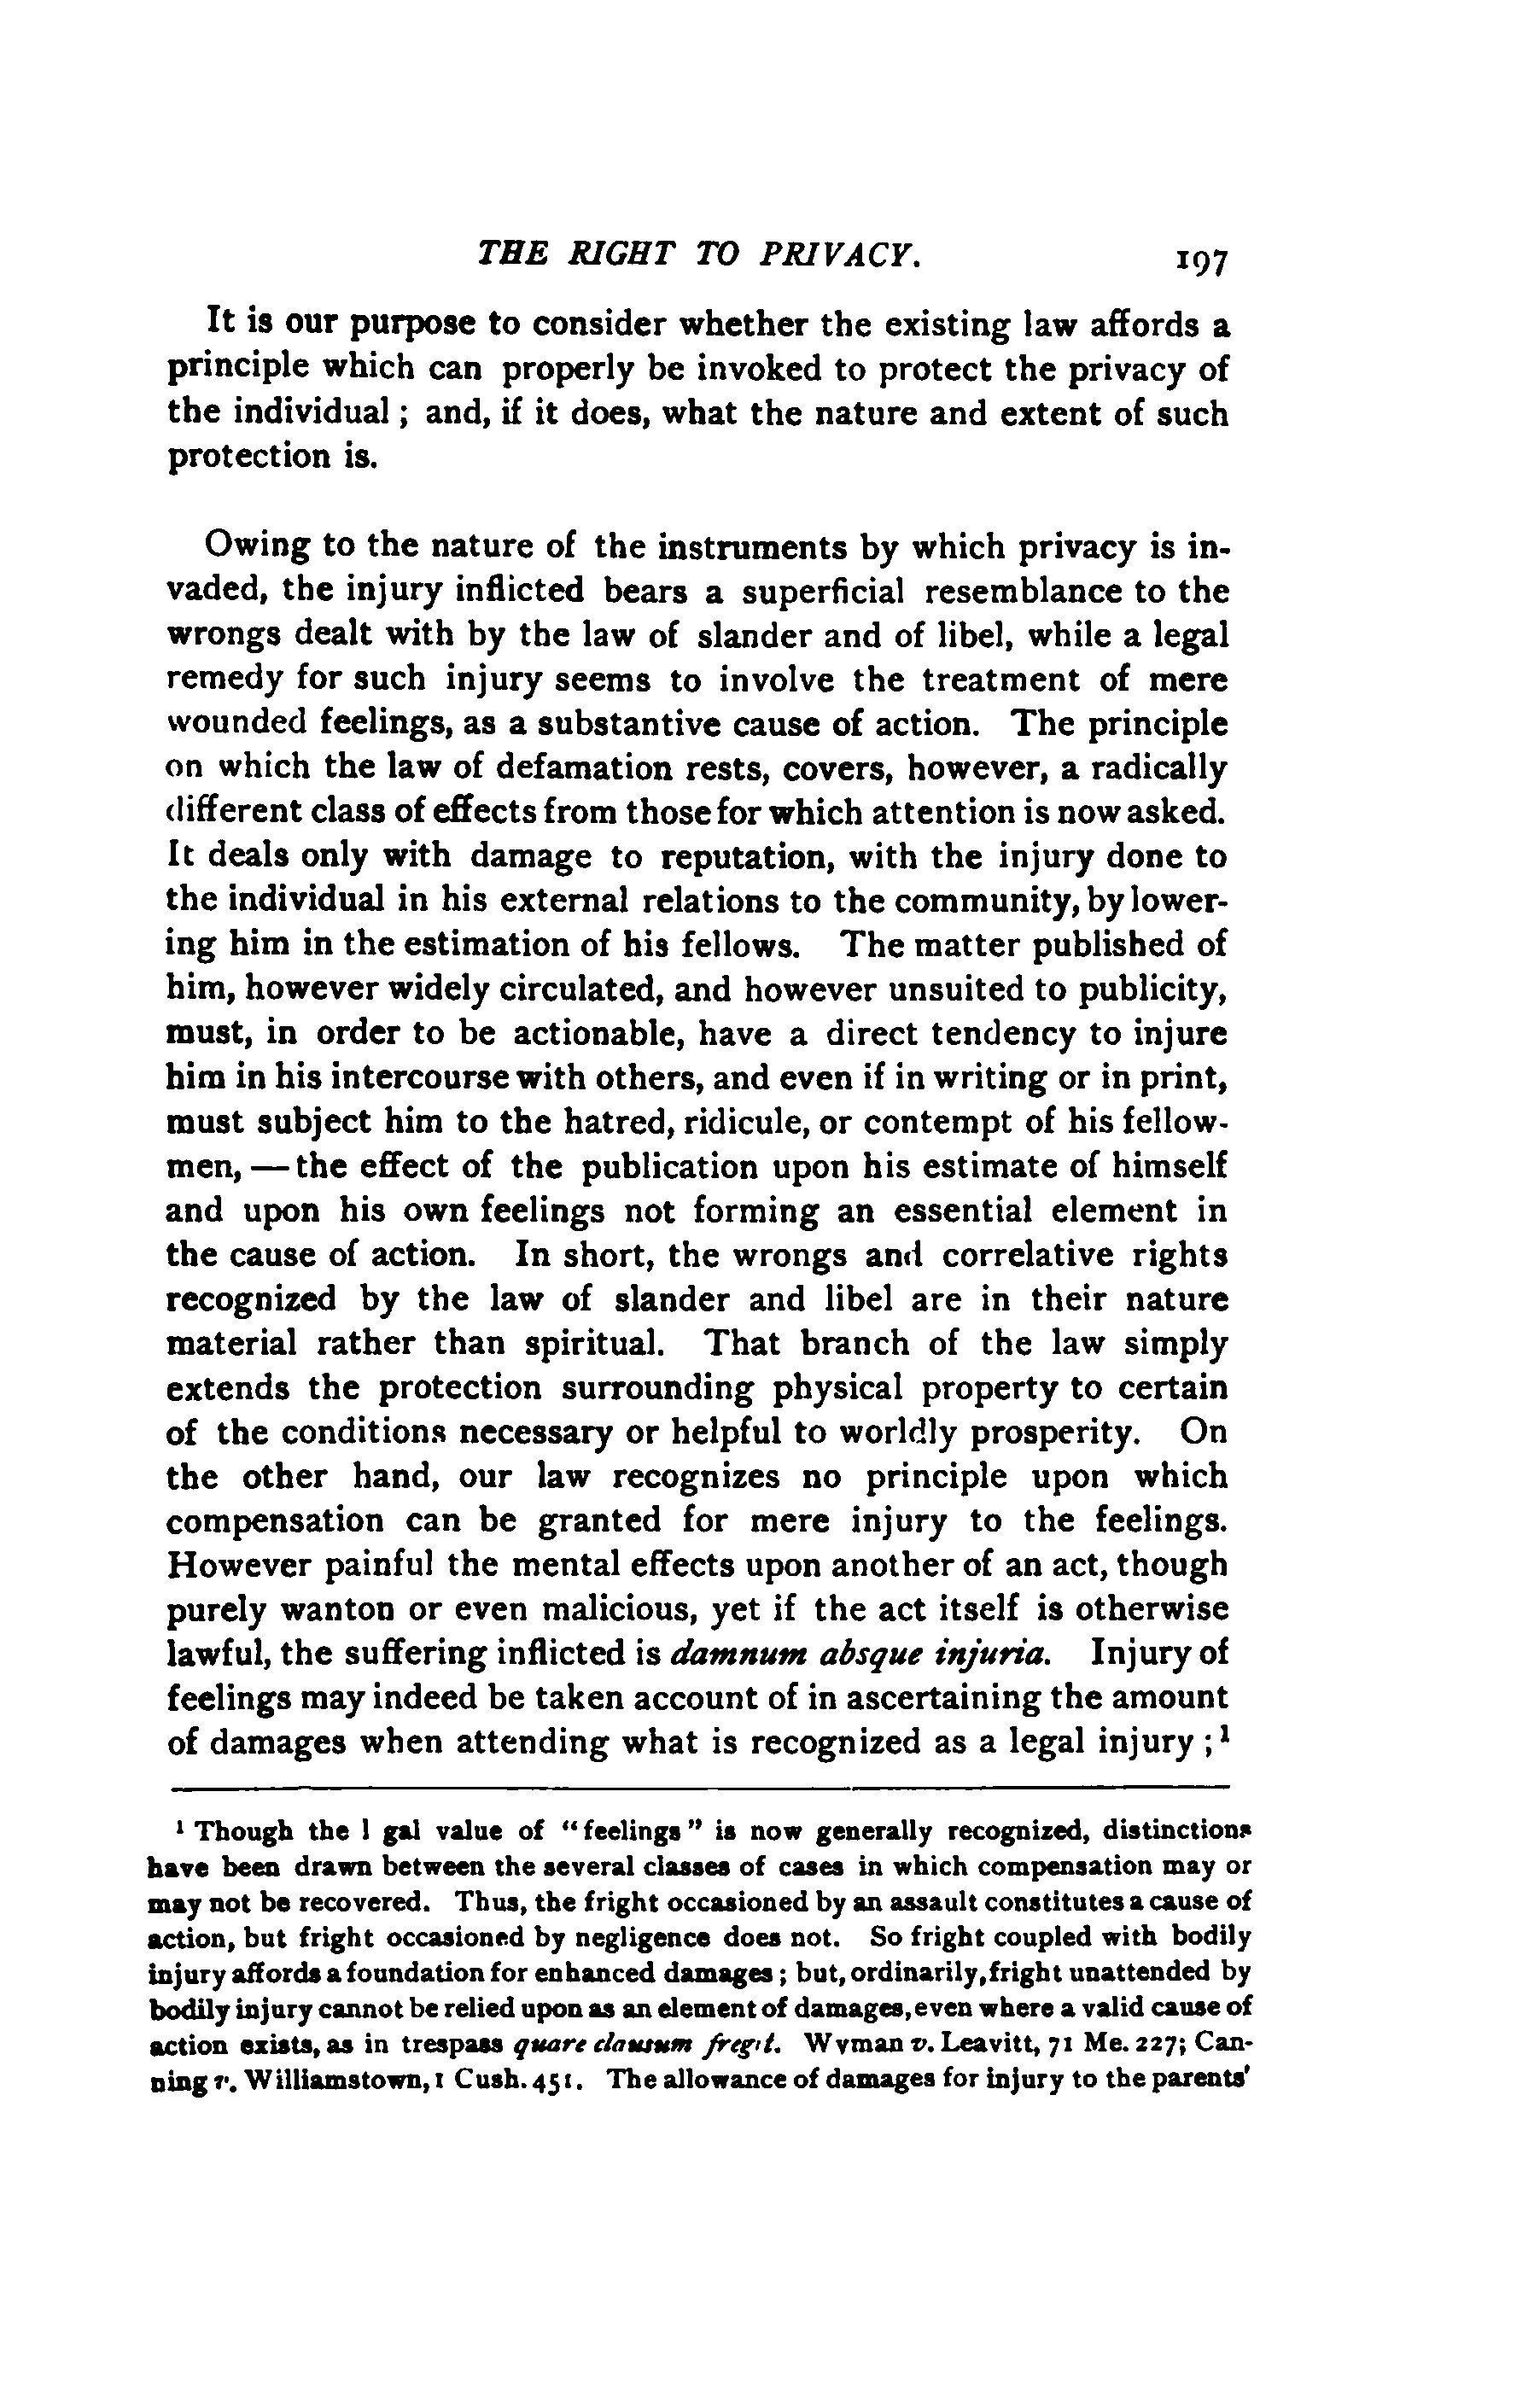 THE RIGHT TO PRIVACY. 197
It is our purpose to consider whether the existing law affords a
principle which can properly be invoked to protect the privacy of
the individual ; and, if it does, what the nature and extent of such
protection is.
Owing to the nature of the instruments by which privacy is in-
vaded, the injury inflicted bears a superficial resemblance to the
wrongs dealt with by the law of slander and of libel, while a legal
remedy for such injury seems to involve the treatment of mere
wounded feelings, as a substantive cause of action. The principle
on which the law of defamation rests, covers, however, a radically
different class of effects from those for which attention is now asked.
It deals only with damage to reputation, with the injury done to
the individual in his external relations to the community, by lower-
ing him in the estimation of his fellows. The matter published of
him, however widely circulated, and however unsuited to publicity,
must, in order to be actionable, have a direct tendency to injure
him in his intercourse with others, and even if in writing or in print,
must subject him to the hatred, ridicule, or contempt of his fellow-
men, — the effect of the publication upon his estimate of himself
and upon his own feelings not forming an essential element in
the cause of action. In short, the wrongs and correlative rights
recognized by the law of slander and libel are in their nature
material rather than spiritual. That branch of the law simply
extends the protection surrounding physical property to certain
of the conditions necessary or helpful to worldly prosperity. On
the other hand, our law recognizes no principle upon which
compensation can be granted for mere injury to the feelings.
However painful the mental effects upon another of an act, though
purely wanton or even malicious, yet if the act itself is otherwise
lawful, the suffering inflicted is damnum absque injuria. Injury of
feelings may indeed be taken account of in ascertaining the amount
of damages when attending what is recognized as a legal injury ; ¹
¹ Though the l gal value of “feelings” is now generally recognized, distinctions
have been drawn between the several classes of cases in which compensation may or
may not be recovered. Thus, the fright occasioned by an assault constitutes a cause of
action, but fright occasioned by negligence does not. So fright coupled with bodily
injury affords a foundation for enhanced damages ; but, ordinarily, fright unattended by
bodily injury cannot be relied upon as an element of damages, even where a valid cause of
action exists, as in trespass quare clausum fregit. Wyman v. Leavitt, 71 Me. 227; Can-
ning v. Williamstown, 1 Cush. 451. The allowance of damages for injury to the parents'